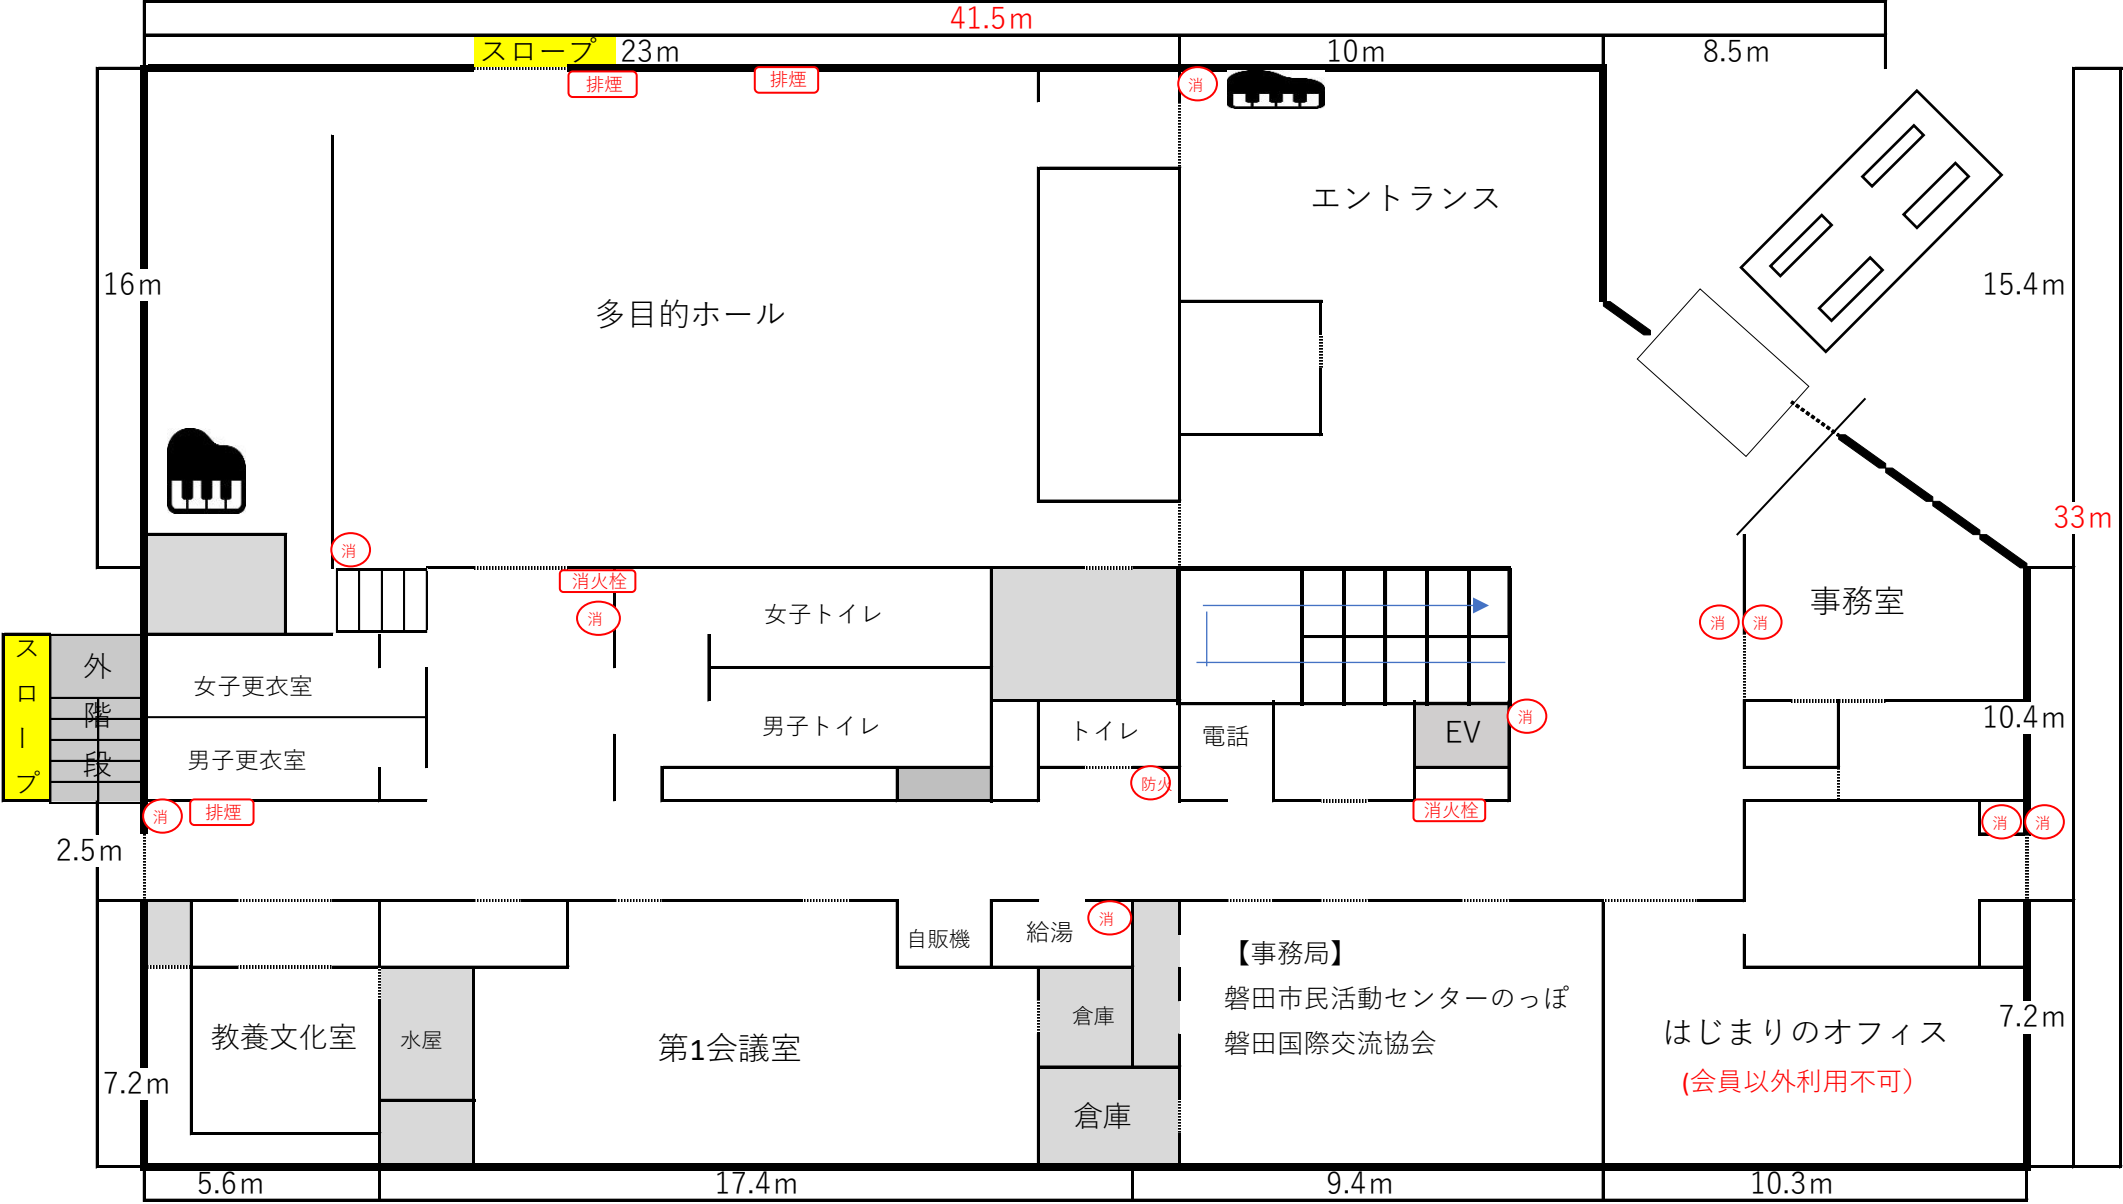 41.5m
スロープ
23m
10m
8.5m
排煙
排煙
消
エントランス
16m
多目的ホール
15.4m
33m
消
消火栓
消
女子トイレ
事務室
消
消
スロープ
外階段
女子更衣室
男子更衣室
男子トイレ
トイレ
電話
EV
消
10.4m
防火
消
排煙
消火栓
消
消
2.5m
自販機
給湯
消
【事務局】
磐田市民活動センターのっぽ
磐田国際交流協会
倉庫
教養文化室
水屋
第1会議室
はじまりのオフィス
(会員以外利用不可）
7.2m
7.2m
倉庫
5.6m
17.4m
9.4m
10.3m